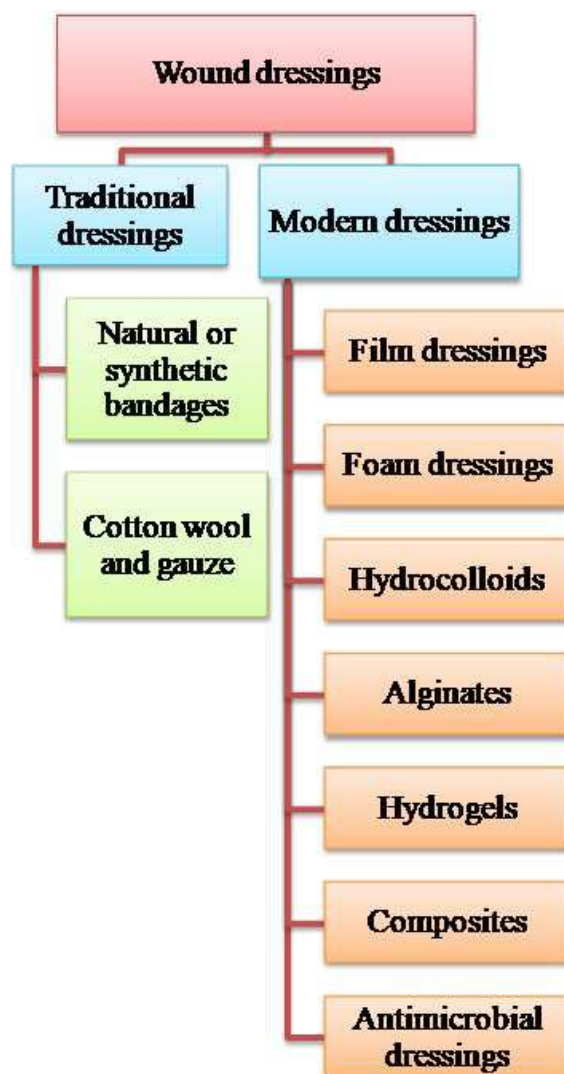 Wound dressings
Traditional
dressings
Modern dressings
Natural or
synthetic
bandages
Cotton wool
and gauze
Film dressings
Foam dressings
Hydrocolloids
Alginates
Hydrogels
Composites
Antimicrobial
dressings